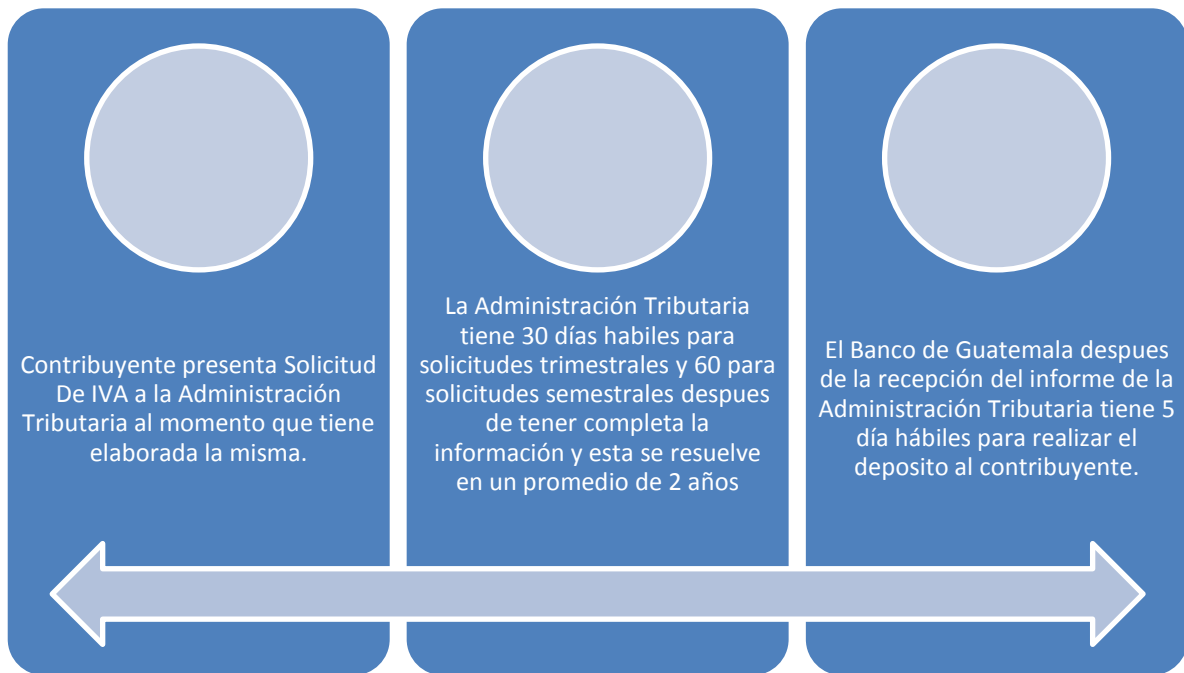 Contribuyente presenta Solicitud
De IVA a la Administración
Tributaria al momento que tiene
elaborada la misma.
La Administración Tributaria
tiene 30 días habiles para
solicitudes trimestrales y 60 para
solicitudes semestrales despues
de tener completa la
información y esta se resuelve
en un promedio de 2 años
El Banco de Guatemala despues
de la recepción del informe de la
Administración Tributaria tiene 5
día hábiles para realizar el
deposito al contribuyente.